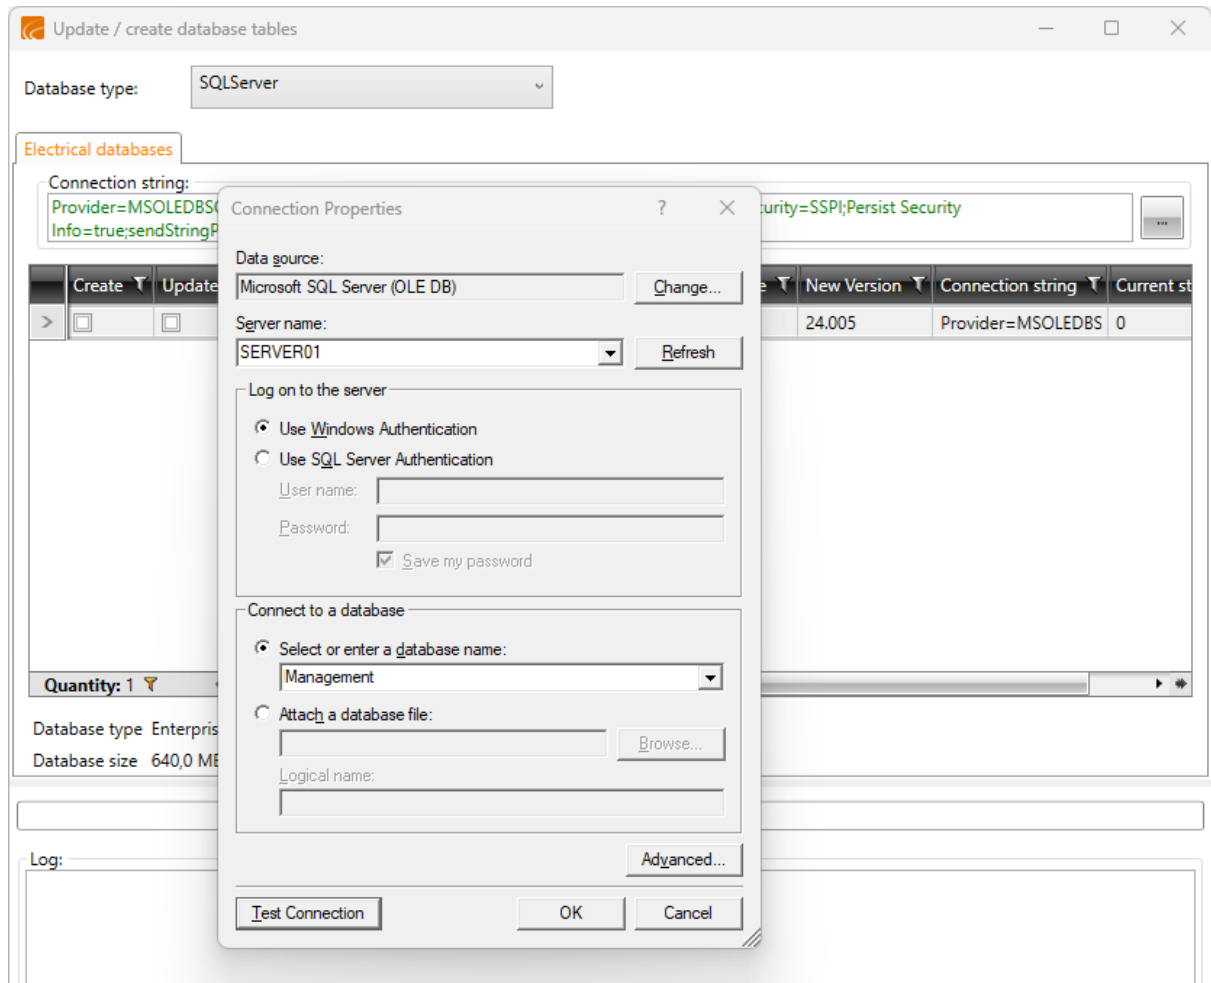 Update / create database tables
Database type:
SQLServer
Electrical databases
Connection string:
Provider=MSOLEDBS
urity=SSPI;Persist Security
Info=true;sendStringP
...
Create
Update
e
New Version
Connection string
Current st
24.005
Provider=MSOLEDBS
0
Quantity: 1
Database type Enterpris
Database size 640,0 MB
Log:
Connection Properties
?
Data source:
Microsoft SQL Server (OLE DB)
Change...
Server name:
SERVER01
Refresh
Log on to the server
Use Windows Authentication
Use SQL Server Authentication
User name:
Password:
Save my password
Connect to a database
Select or enter a database name:
Management
Attach a database file:
Browse...
Logical name:
Advanced...
Test Connection
OK
Cancel